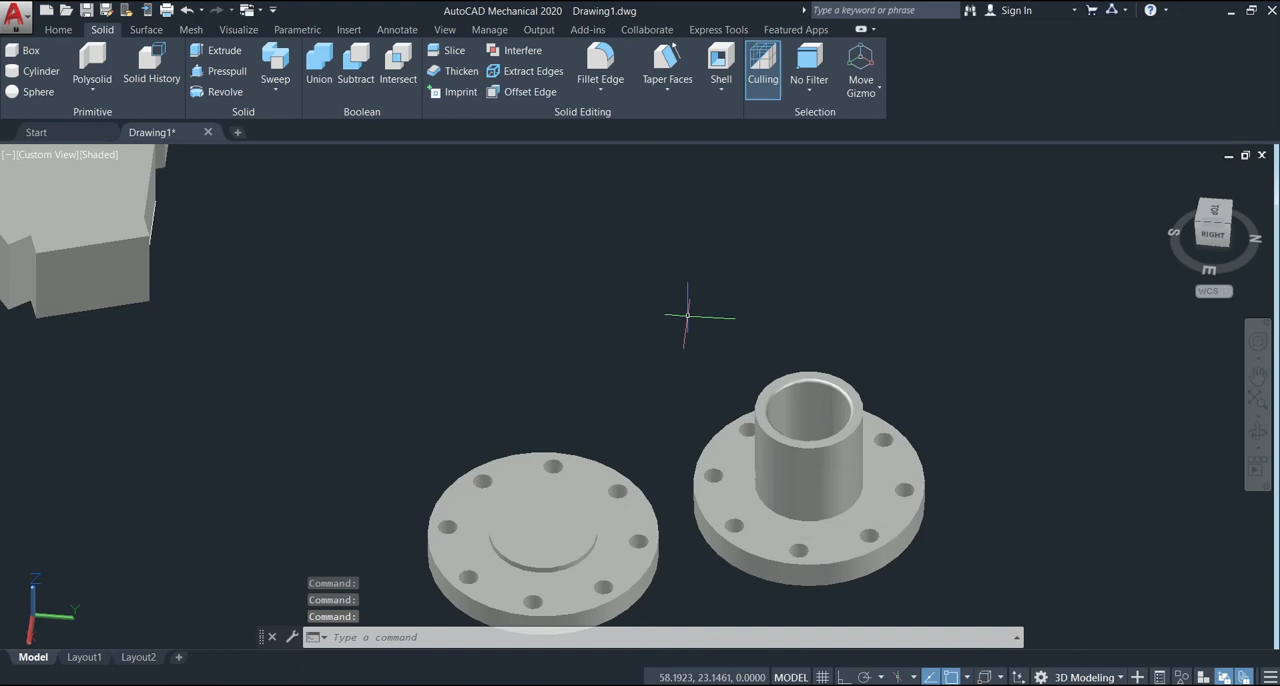 AutoCAD Mechanical 2020 Drawing1.dwg
Type a keyword or phrase
Sign In
Home Solid Surface Mesh Visualize Parametric Insert Annotate View Manage Output Add-ins Collaborate Express Tools Featured Apps
Box
Cylinder
Sphere
Polysolid
Solid History
Primitive
Extrude
Presspull
Revolve
Sweep
Solid
Union
Subtract
Intersect
Boolean
Slice
Thicken
Imprint
Interfere
Extract Edges
Offset Edge
Fillet Edge
Taper Faces
Shell
Solid Editing
Culling
No Filter
Move
Gizmo
Selection
Start
Drawing1*
[−][Custom View][Shaded]
TOP
RIGHT
S
N
E
WCS
Z
Y
Command:
Command:
Command:
Type a command
Model Layout1 Layout2
58.1923, 23.1461, 0.0000 MODEL
3D Modeling